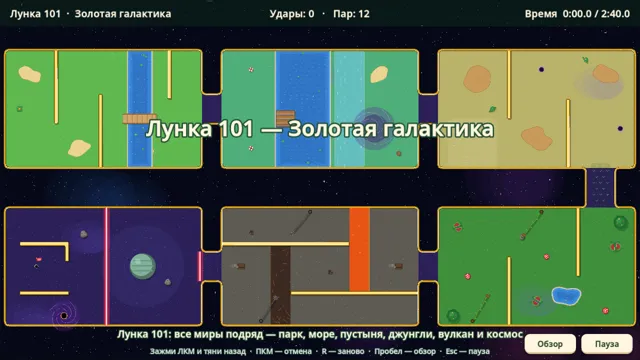 Лунка 101 · Золотая галактика
Удары: 0 · Пар: 12
Время 0:00.0 / 2:40.0
Лунка 101 — Золотая галактика
Лунка 101: все миры подряд — парк, море, пустыня, джунгли, вулкан и космос
Зажми ЛКМ и тяни назад · ПКМ — отмена · R — заново · Пробел — обзор · Esc — пауза
Обзор
Пауза